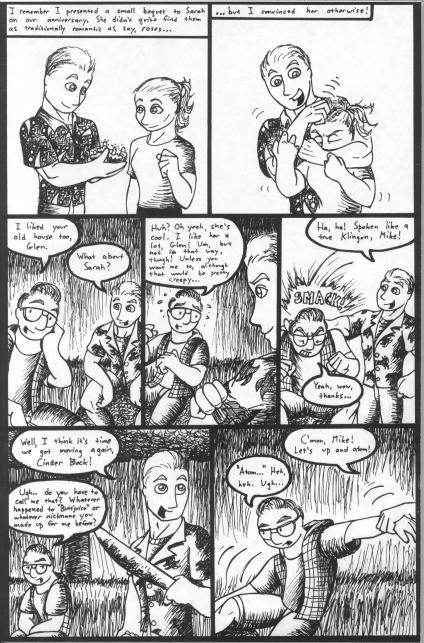 I remember I presented a small bequet to Sarah
on our anniversary. She didn't quite find them
as traditionally romantic as, say, roses...
...but I convinced her otherwise!
I liked your
old house too,
Glen.
What about
Sarah?
Huh? Oh yeah, she's
cool. I like her a
lot, Glen! Um, but
not in that way,
though! Unless you
want me to, although
that would be pretty
creepy...
Ha, ha! Spoken like a
true Klingon, Mike!
SMACK!
Yeah, wow,
thanks...
Well, I think it's time
we got moving again,
Cinder Block!
Ugh... do you have to
call me that? Whatever
happened to "Buttjuice" or
whatever nickname you
made up for me before?
C'mon, Mike!
Let's up and atom!
"Atom..." Heh,
heh. Ugh...